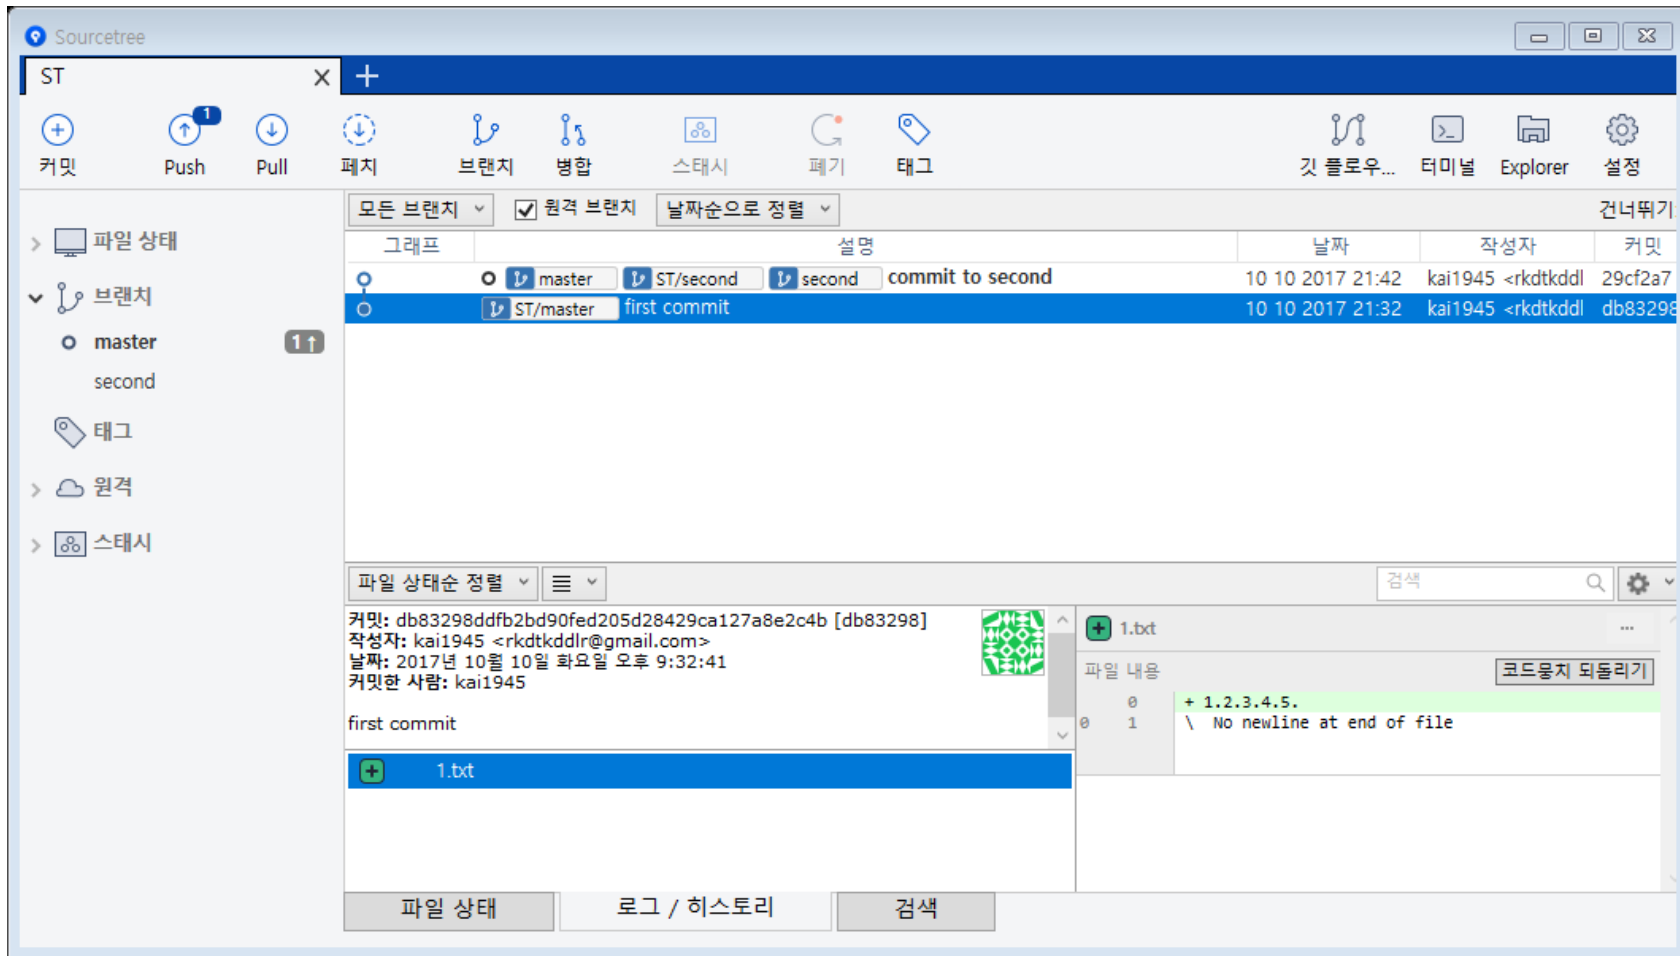 Sourcetree
ST
1
커밋 Push Pull 페치 브랜치 병합 스태시 폐기 태그 깃 플로우... 터미널 Explorer 설정
모든 브랜치 원격 브랜치 날짜순으로 정렬 건너뛰기
파일 상태
브랜치
master 1↑
second
태그
원격
스태시
그래프 설명 날짜 작성자 커밋
master ST/second second commit to second 10 10 2017 21:42 kai1945 <rkdtkddl 29cf2a7
ST/master first commit 10 10 2017 21:32 kai1945 <rkdtkddl db83298
파일 상태순 정렬 검색
커밋: db83298ddfb2bd90fed205d28429ca127a8e2c4b [db83298]
작성자: kai1945 <rkdtkddlr@gmail.com>
날짜: 2017년 10월 10일 화요일 오후 9:32:41
커밋한 사람: kai1945
first commit
1.txt
1.txt ...
파일 내용 코드뭉치 되돌리기
0 + 1.2.3.4.5.
0 1 \ No newline at end of file
파일 상태 로그 / 히스토리 검색